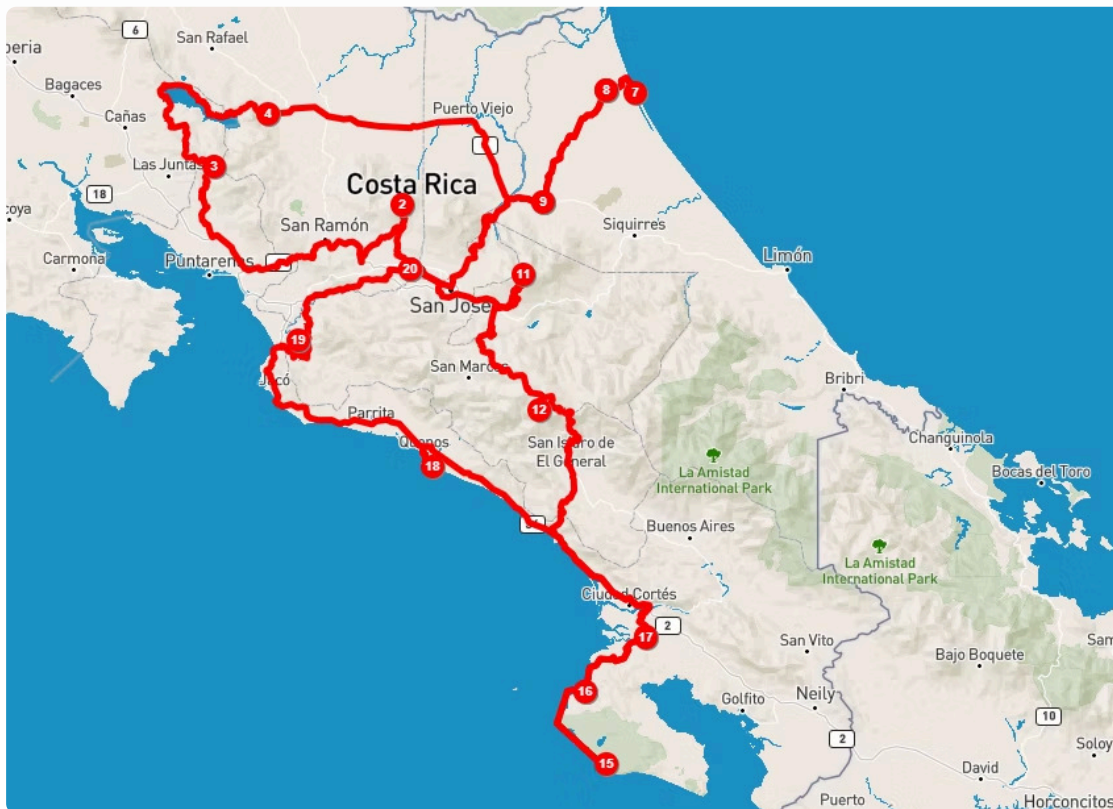 6
San Rafael
beria
Bagaces
Cañas
4
Puerto Viejo
8
7
Las Juntas
3
18
Costa Rica
2
9
coya
San Ramón
Siquirres
Carmona
Puntarenas
20
11
Limón
San José
19
Jacó
San Marcos
Bribri
12
Parrita
Changuinola
Quepos
San Isidro de
El General
18
La Amistad
International Park
Bocas del Toro
Buenos Aires
La Amistad
International Park
Ciudad Cortés
2
17
San Vito
Bajo Boquete
16
Golfito
Neily
10
2
15
David
Soloy
Puerto
Horconcitos